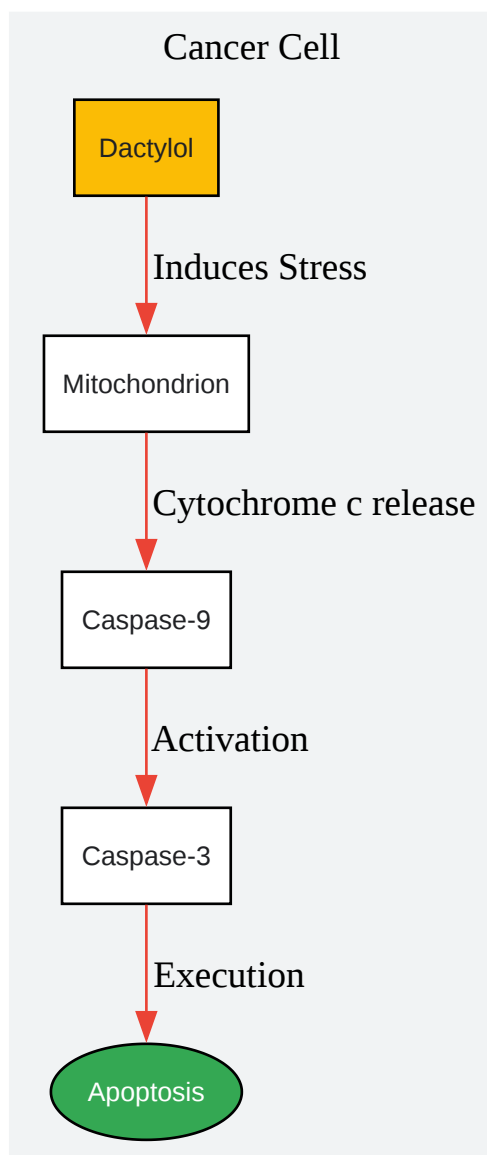 Cancer Cell
Dactylol
Induces Stress
Mitochondrion
Cytochrome c release
Caspase-9
Activation
Caspase-3
Execution
Apoptosis